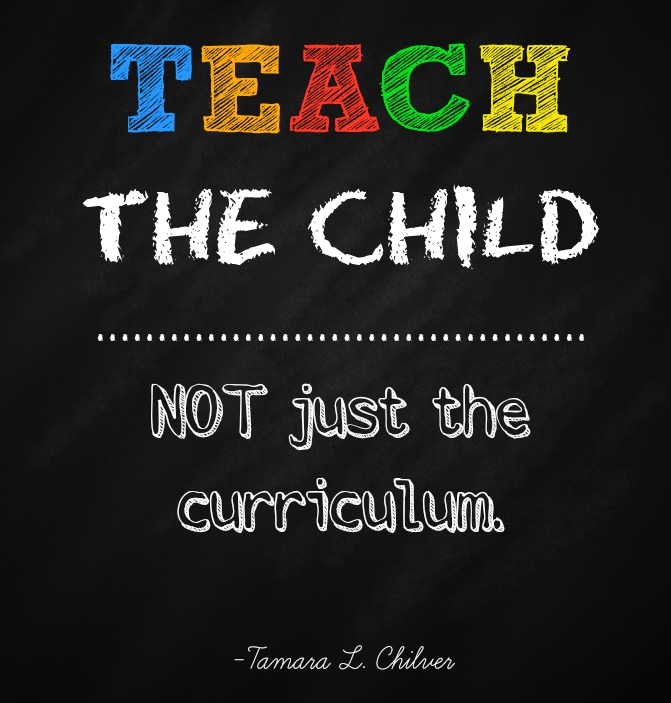 TEACH
THE CHILD
NOT just the
curriculum.
-Tamara L. Chilver